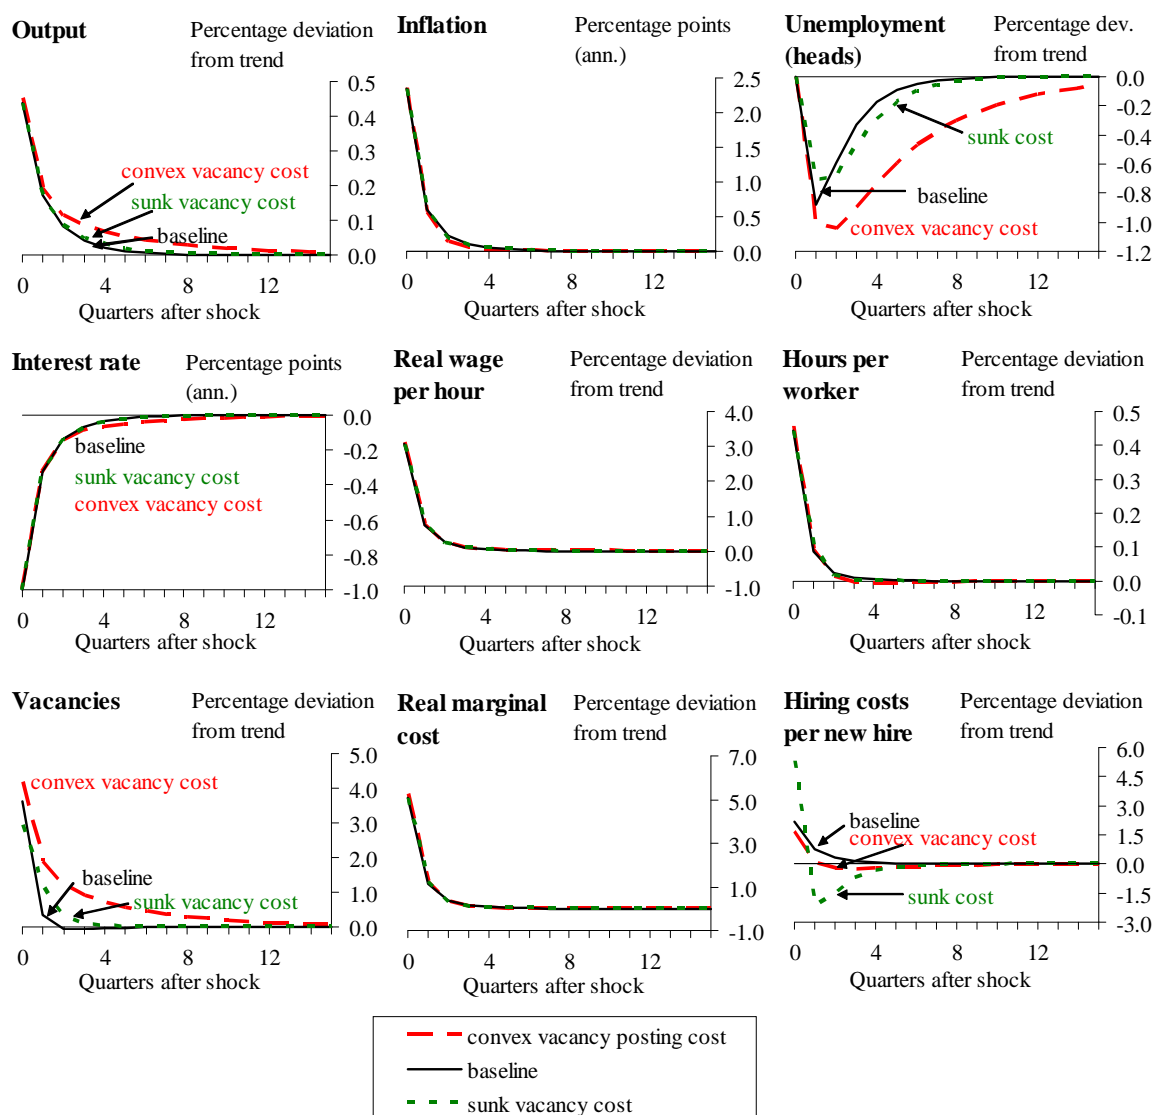 Output
Percentage deviation
from trend
0.5
0.4
0.3
0.2
0.1
0.0
convex vacancy cost
sunk vacancy cost
baseline
0 4 8 12
Quarters after shock
Inflation
Percentage points
(ann.)
2.5
2.0
1.5
1.0
0.5
0.0
0 4 8 12
Quarters after shock
Unemployment
(heads)
Percentage dev.
from trend
0.0
-0.2
-0.4
-0.6
-0.8
-1.0
-1.2
sunk cost
baseline
convex vacancy cost
0 4 8 12
Quarters after shock
Interest rate
Percentage points
(ann.)
0.0
-0.2
-0.4
-0.6
-0.8
-1.0
baseline
sunk vacancy cost
convex vacancy cost
0 4 8 12
Quarters after shock
Real wage
per hour
Percentage deviation
from trend
4.0
3.0
2.0
1.0
0.0
-1.0
0 4 8 12
Quarters after shock
Hours per
worker
Percentage deviation
from trend
0.5
0.4
0.3
0.2
0.1
0.0
-0.1
0 4 8 12
Quarters after shock
Vacancies
Percentage deviation
from trend
5.0
4.0
3.0
2.0
1.0
0.0
convex vacancy cost
baseline
sunk vacancy cost
0 4 8 12
Quarters after shock
Real marginal
cost
Percentage deviation
from trend
7.0
5.0
3.0
1.0
-1.0
0 4 8 12
Quarters after shock
Hiring costs
per new hire
Percentage deviation
from trend
6.0
4.5
3.0
1.5
0.0
-1.5
-3.0
baseline
convex vacancy cost
sunk cost
0 4 8 12
Quarters after shock
convex vacancy posting cost
baseline
sunk vacancy cost